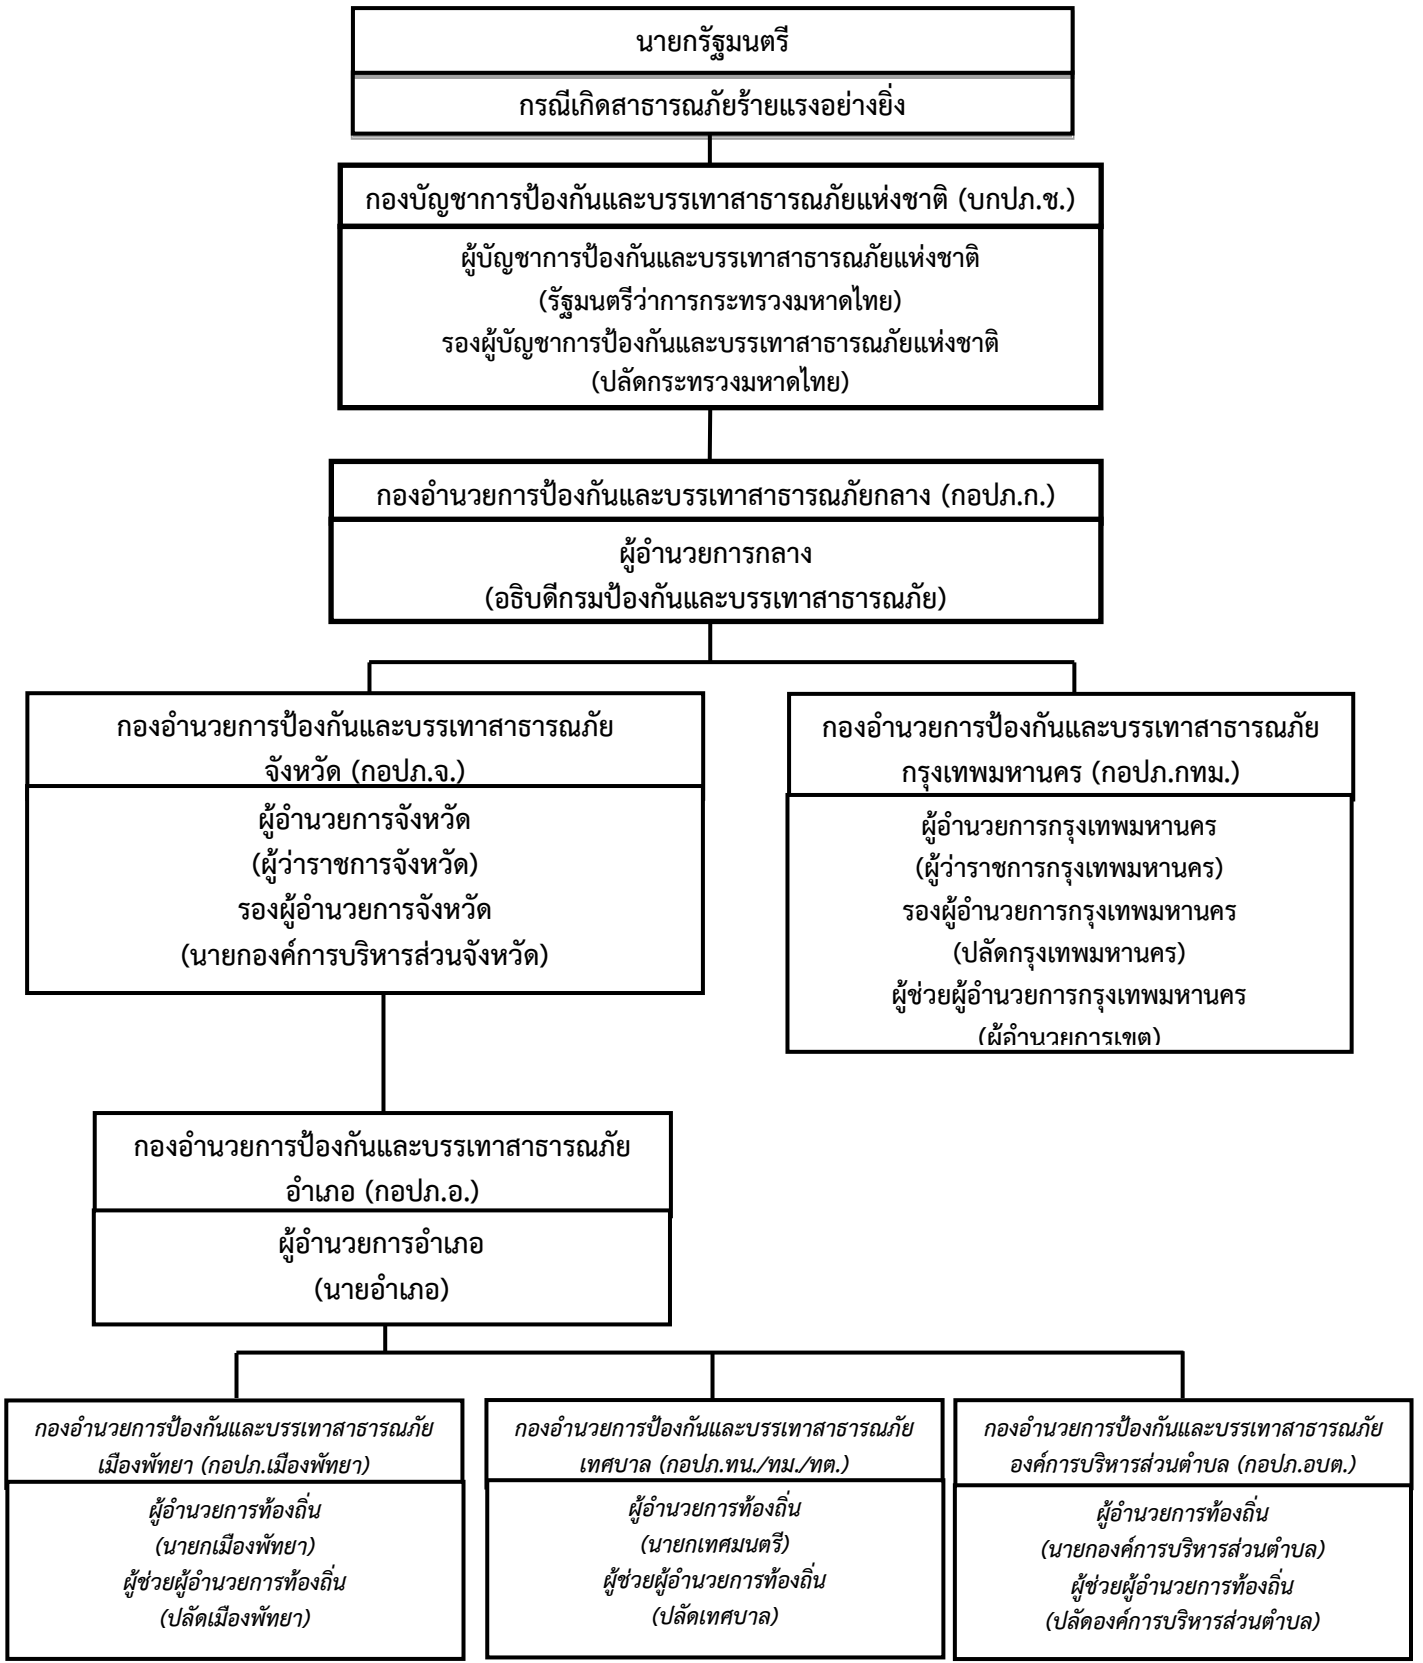 นายกรัฐมนตรี
กรณีเกิดสาธารณภัยร้ายแรงอย่างยิ่ง
กองบัญชาการป้องกันและบรรเทาสาธารณภัยแห่งชาติ (บกปภ.ช.)
ผู้บัญชาการป้องกันและบรรเทาสาธารณภัยแห่งชาติ
(รัฐมนตรีว่าการกระทรวงมหาดไทย)
รองผู้บัญชาการป้องกันและบรรเทาสาธารณภัยแห่งชาติ
(ปลัดกระทรวงมหาดไทย)
กองอำนวยการป้องกันและบรรเทาสาธารณภัยกลาง (กอปภ.ก.)
ผู้อำนวยการกลาง
(อธิบดีกรมป้องกันและบรรเทาสาธารณภัย)
กองอำนวยการป้องกันและบรรเทาสาธารณภัย
จังหวัด (กอปภ.จ.)
ผู้อำนวยการจังหวัด
(ผู้ว่าราชการจังหวัด)
รองผู้อำนวยการจังหวัด
(นายกองค์การบริหารส่วนจังหวัด)
กองอำนวยการป้องกันและบรรเทาสาธารณภัย
กรุงเทพมหานคร (กอปภ.กทม.)
ผู้อำนวยการกรุงเทพมหานคร
(ผู้ว่าราชการกรุงเทพมหานคร)
รองผู้อำนวยการกรุงเทพมหานคร
(ปลัดกรุงเทพมหานคร)
ผู้ช่วยผู้อำนวยการกรุงเทพมหานคร
(ผู้อำนวยการเขต)
กองอำนวยการป้องกันและบรรเทาสาธารณภัย
อำเภอ (กอปภ.อ.)
ผู้อำนวยการอำเภอ
(นายอำเภอ)
กองอำนวยการป้องกันและบรรเทาสาธารณภัย
เมืองพัทยา (กอปภ.เมืองพัทยา)
ผู้อำนวยการท้องถิ่น
(นายกเมืองพัทยา)
ผู้ช่วยผู้อำนวยการท้องถิ่น
(ปลัดเมืองพัทยา)
กองอำนวยการป้องกันและบรรเทาสาธารณภัย
เทศบาล (กอปภ.ทน./ทม./ทต.)
ผู้อำนวยการท้องถิ่น
(นายกเทศมนตรี)
ผู้ช่วยผู้อำนวยการท้องถิ่น
(ปลัดเทศบาล)
กองอำนวยการป้องกันและบรรเทาสาธารณภัย
องค์การบริหารส่วนตำบล (กอปภ.อบต.)
ผู้อำนวยการท้องถิ่น
(นายกองค์การบริหารส่วนตำบล)
ผู้ช่วยผู้อำนวยการท้องถิ่น
(ปลัดองค์การบริหารส่วนตำบล)